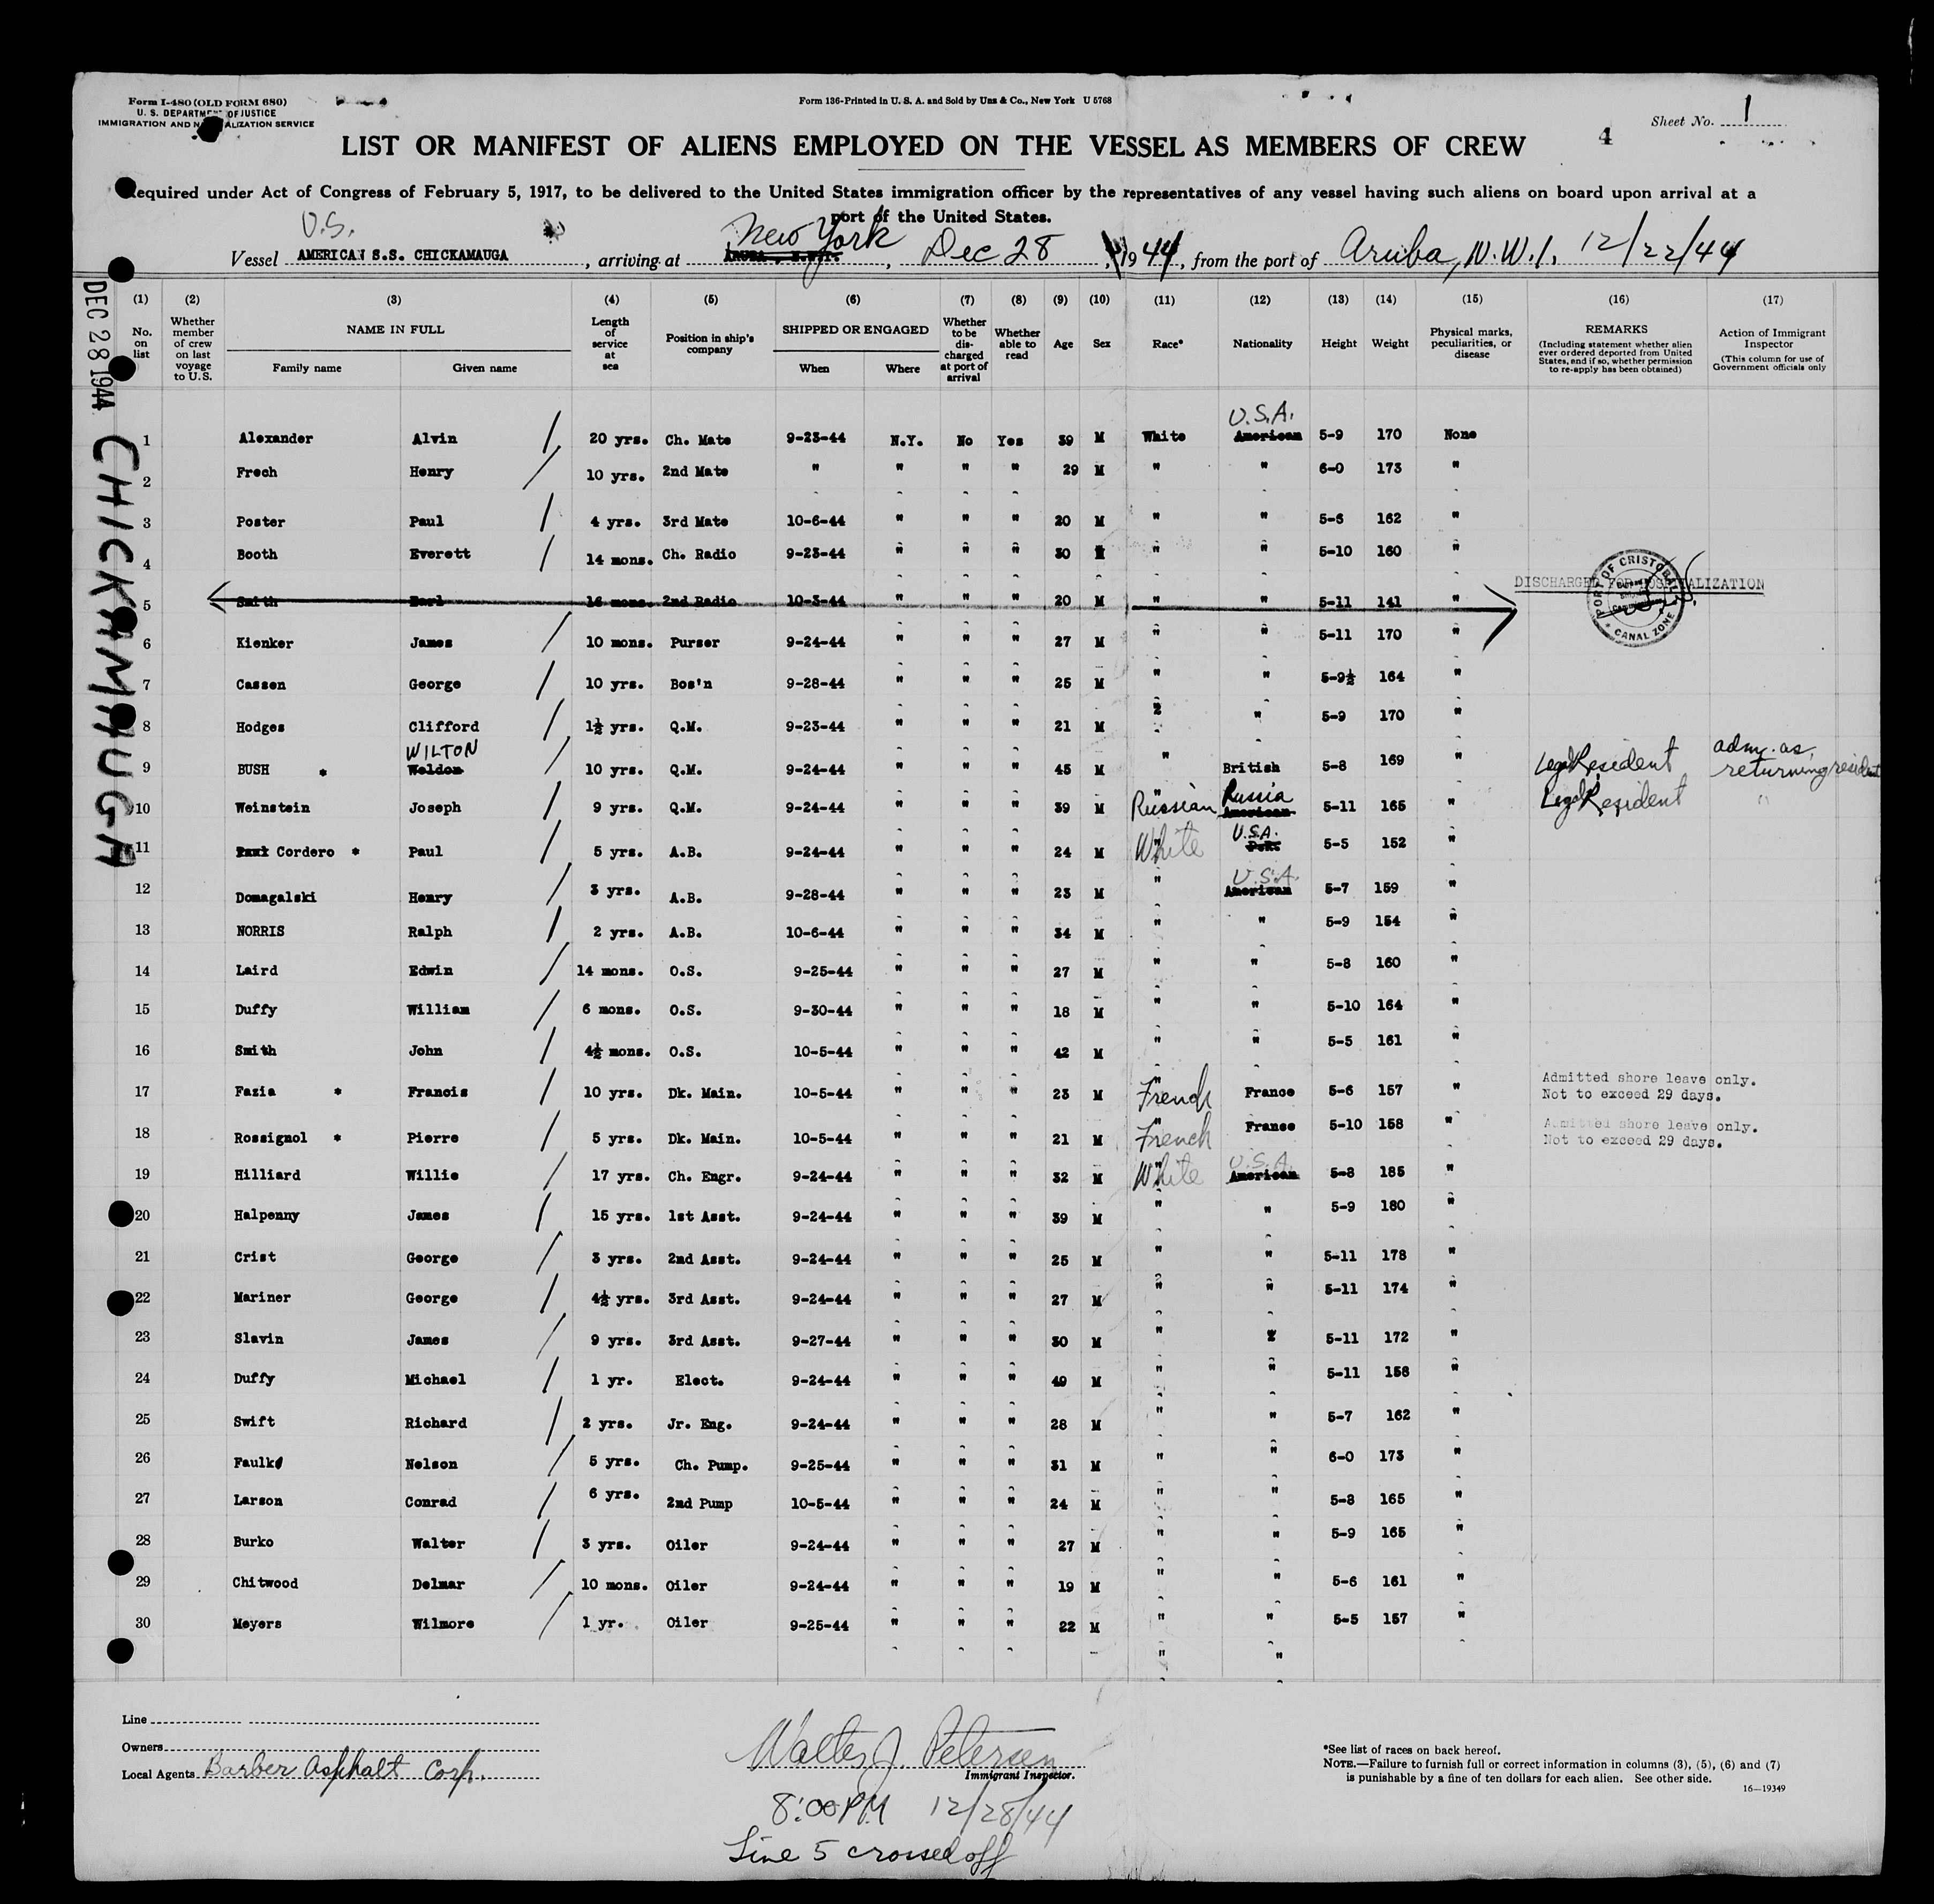 Form I-480 (OLD FORM 680)
U. S. DEPARTMENT OF JUSTICE
IMMIGRATION AND NATURALIZATION SERVICE
Form 136-Printed in U. S. A. and Sold by Unz & Co., New York U 5768
Sheet No. 1
4
LIST OR MANIFEST OF ALIENS EMPLOYED ON THE VESSEL AS MEMBERS OF CREW
Required under Act of Congress of February 5, 1917, to be delivered to the United States immigration officer by the representatives of any vessel having such aliens on board upon arrival at a
port of the United States.
U.S. New York
Vessel AMERICAN S.S. CHICKAMAUGA, arriving at ARUBA, N.W.I., Dec 28, 1944, from the port of Aruba, N.W.I. 12/22/44
DEC 28 1944 CHICKAMAUGA
(1) (2) (3) (4) (5) (6) (7) (8) (9) (10) (11) (12) (13) (14) (15) (16) (17)
No. on list
Whether member of crew on last voyage to U.S.
NAME IN FULL
Family name Given name
Length of service at sea
Position in ship's company
SHIPPED OR ENGAGED
When Where
Whether to be discharged at port of arrival
Whether able to read
Age
Sex
Race*
Nationality
Height
Weight
Physical marks, peculiarities, or disease
REMARKS
(Including statement whether alien ever ordered deported from United States, and if so, whether permission to re-apply has been obtained)
Action of Immigrant Inspector
(This column for use of Government officials only
U.S.A.
1 Alexander Alvin / 20 yrs. Ch. Mate 9-23-44 N.Y. No Yes 39 M White American 5-9 170 None
2 Frech Henry / 10 yrs. 2nd Mate " " " " 29 M " " 6-0 173 "
3 Poster Paul / 4 yrs. 3rd Mate 10-6-44 " " " 20 M " " 5-6 162 "
4 Booth Everett / 14 mons. Ch. Radio 9-23-44 " " " 30 M " " 5-10 160 "
DISCHARGED FOR HOSPITALIZATION
PORT OF CRISTOBAL CANAL ZONE
5 Smith Earl 16 mons. 2nd Radio 10-3-44 " " " 20 M " " 5-11 141 "
6 Kienker James / 10 mons. Purser 9-24-44 " " " 27 M " " 5-11 170 "
7 Cassen George / 10 yrs. Bos'n 9-28-44 " " " 25 M " " 5-9½ 164 "
8 Hodges Clifford / 1½ yrs. Q.M. 9-23-44 " " " 21 M " " 5-9 170 "
WILTON
9 BUSH * Weldon / 10 yrs. Q.M. 9-24-44 " " " 45 M " British 5-8 169 " Legal Resident adm. as returning resident
Russia
10 Weinstein Joseph / 9 yrs. Q.M. 9-24-44 " " " 39 M Russian American 5-11 165 " Legal Resident "
U.S.A.
11 Paul Cordero * Paul / 5 yrs. A.B. 9-24-44 " " " 24 M White Port. 5-5 152 "
U.S.A.
12 Domagalski Henry / 3 yrs. A.B. 9-28-44 " " " 23 M " American 5-7 159 "
13 NORRIS Ralph / 2 yrs. A.B. 10-6-44 " " " 34 M " " 5-9 154 "
14 Laird Edwin / 14 mons. O.S. 9-25-44 " " " 27 M " " 5-8 160 "
15 Duffy William / 6 mons. O.S. 9-30-44 " " " 18 M " " 5-10 164 "
16 Smith John / 4½ mons. O.S. 10-5-44 " " " 42 M " " 5-5 161 "
17 Fazia * Francis / 10 yrs. Dk. Main. 10-5-44 " " " 23 M French France 5-6 157 " Admitted shore leave only. Not to exceed 29 days.
18 Rossignol * Pierre / 5 yrs. Dk. Main. 10-5-44 " " " 21 M French France 5-10 158 " Admitted shore leave only. Not to exceed 29 days.
U.S.A.
19 Hilliard Willie / 17 yrs. Ch. Engr. 9-24-44 " " " 32 M White American 5-8 185 "
20 Halpenny James / 15 yrs. 1st Asst. 9-24-44 " " " 39 M " " 5-9 180 "
21 Crist George / 3 yrs. 2nd Asst. 9-24-44 " " " 25 M " " 5-11 178 "
22 Mariner George / 4½ yrs. 3rd Asst. 9-24-44 " " " 27 M " " 5-11 174 "
23 Slavin James / 9 yrs. 3rd Asst. 9-27-44 " " " 30 M " " 5-11 172 "
24 Duffy Michael / 1 yr. Elect. 9-24-44 " " " 49 M " " 5-11 158 "
25 Swift Richard / 2 yrs. Jr. Eng. 9-24-44 " " " 28 M " " 5-7 162 "
26 Faulk Nelson / 5 yrs. Ch. Pump. 9-25-44 " " " 31 M " " 6-0 173 "
27 Larson Conrad / 6 yrs. 2nd Pump 10-5-44 " " " 24 M " " 5-8 165 "
28 Burko Walter / 3 yrs. Oiler 9-24-44 " " " 27 M " " 5-9 165 "
29 Chitwood Delmar / 10 mons. Oiler 9-24-44 " " " 19 M " " 5-6 161 "
30 Meyers Wilmore / 1 yr. Oiler 9-25-44 " " " 22 M " " 5-5 157 "
" "
Line
Owners
Local Agents Barber Asphalt Corp.
Walter J. Petersen
Immigrant Inspector.
8:00 PM 12/28/44
Line 5 crossed off
*See list of races on back hereof.
NOTE.—Failure to furnish full or correct information in columns (3), (5), (6) and (7)
is punishable by a fine of ten dollars for each alien. See other side.
16—19349